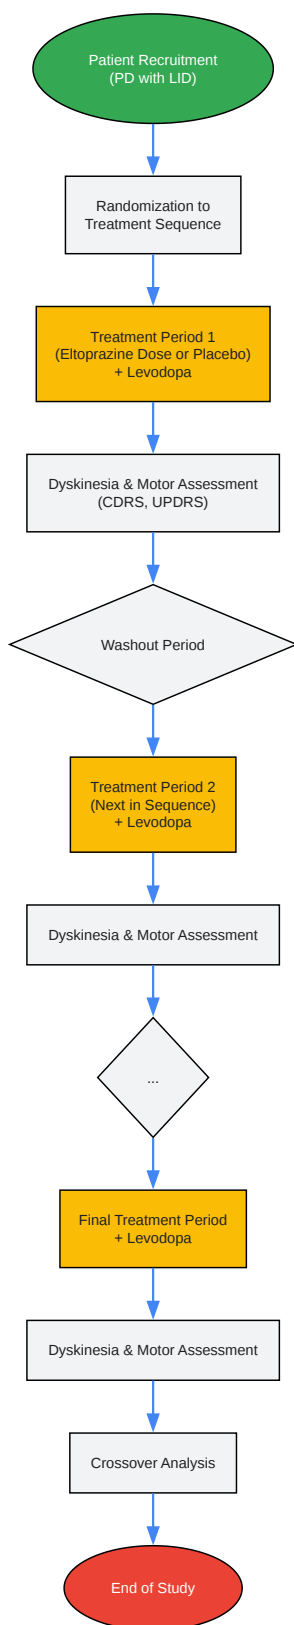 Patient Recruitment
(PD with LID)
Randomization to
Treatment Sequence
Treatment Period 1
(Eltoprazine Dose or Placebo)
+ Levodopa
Dyskinesia & Motor Assessment
(CDRS, UPDRS)
Washout Period
Treatment Period 2
(Next in Sequence)
+ Levodopa
Dyskinesia & Motor Assessment
...
Final Treatment Period
+ Levodopa
Dyskinesia & Motor Assessment
Crossover Analysis
End of Study